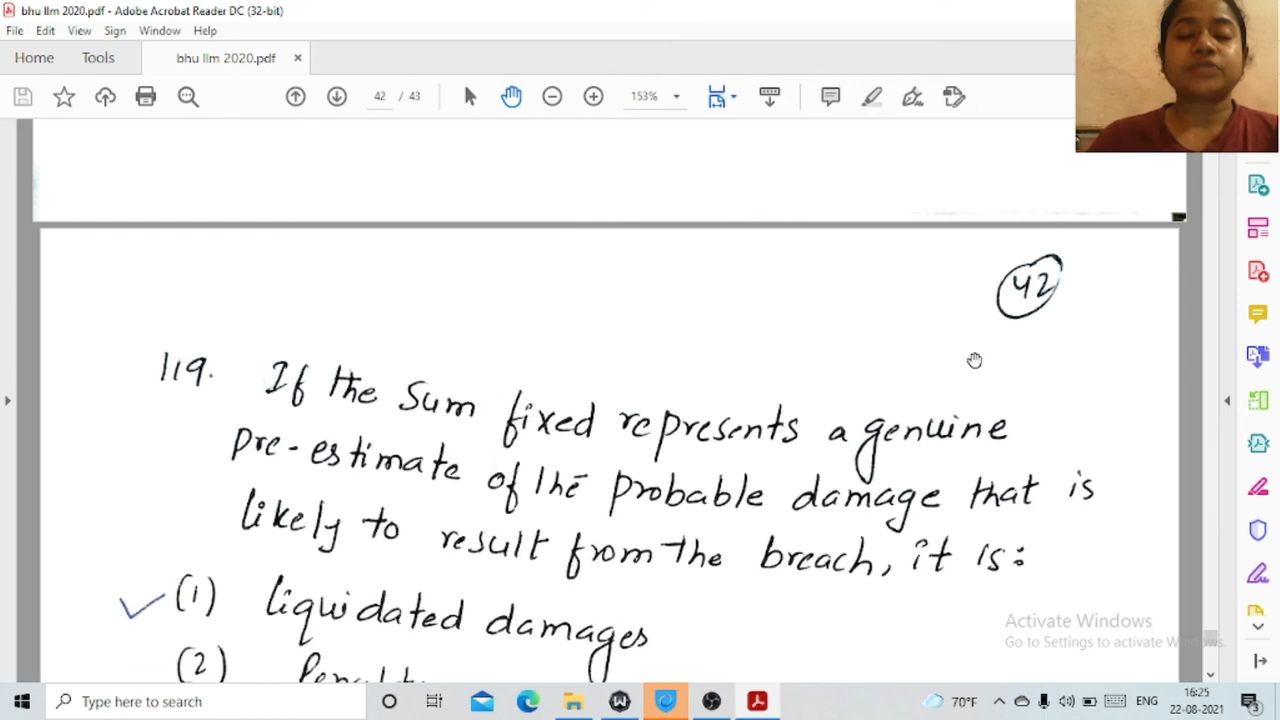 bhu llm 2020.pdf - Adobe Acrobat Reader DC (32-bit)
File Edit View Sign Window Help
Home Tools bhu llm 2020.pdf ×
42 / 43 153%
42
119. If the sum fixed represents a genuine
pre-estimate of the probable damage that is
likely to result from the breach, it is:
(1) liquidated damages
(2) Penalty
Activate Windows
Go to Settings to activate Windows.
Type here to search
70°F ENG 16:25
22-08-2021
3